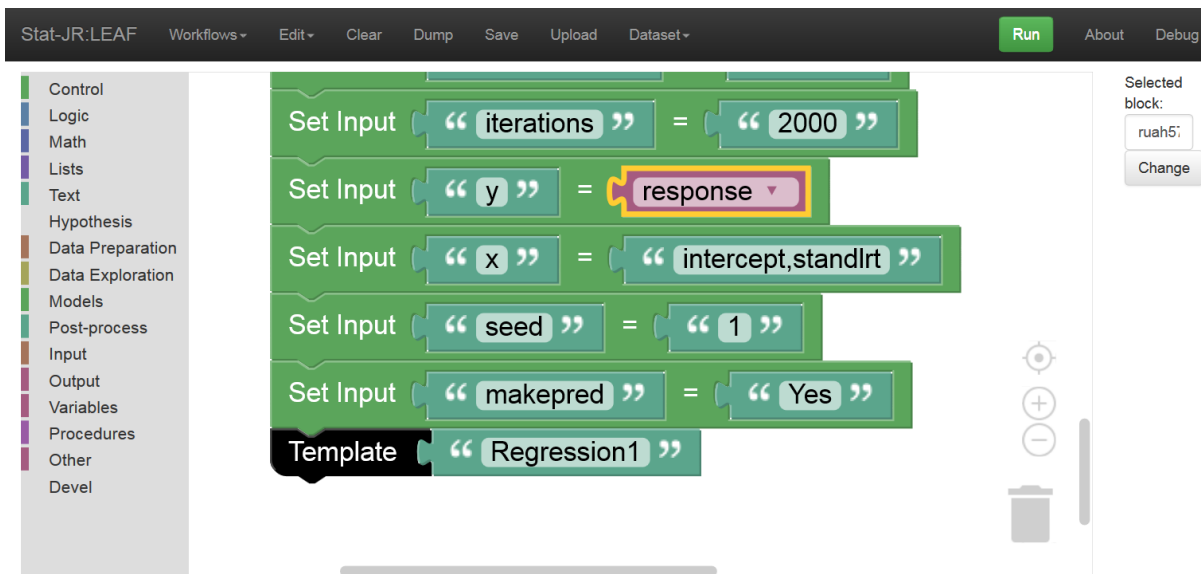 Stat-JR:LEAF Workflows Edit Clear Dump Save Upload Dataset Run About Debug
Control
Logic
Math
Lists
Text
Hypothesis
Data Preparation
Data Exploration
Models
Post-process
Input
Output
Variables
Procedures
Other
Devel
Set Input “ iterations ” = “ 2000 ”
Set Input “ y ” = response
Set Input “ x ” = “ intercept,standlrt ”
Set Input “ seed ” = “ 1 ”
Set Input “ makepred ” = “ Yes ”
Template “ Regression1 ”
Selected
block:
ruah5
Change